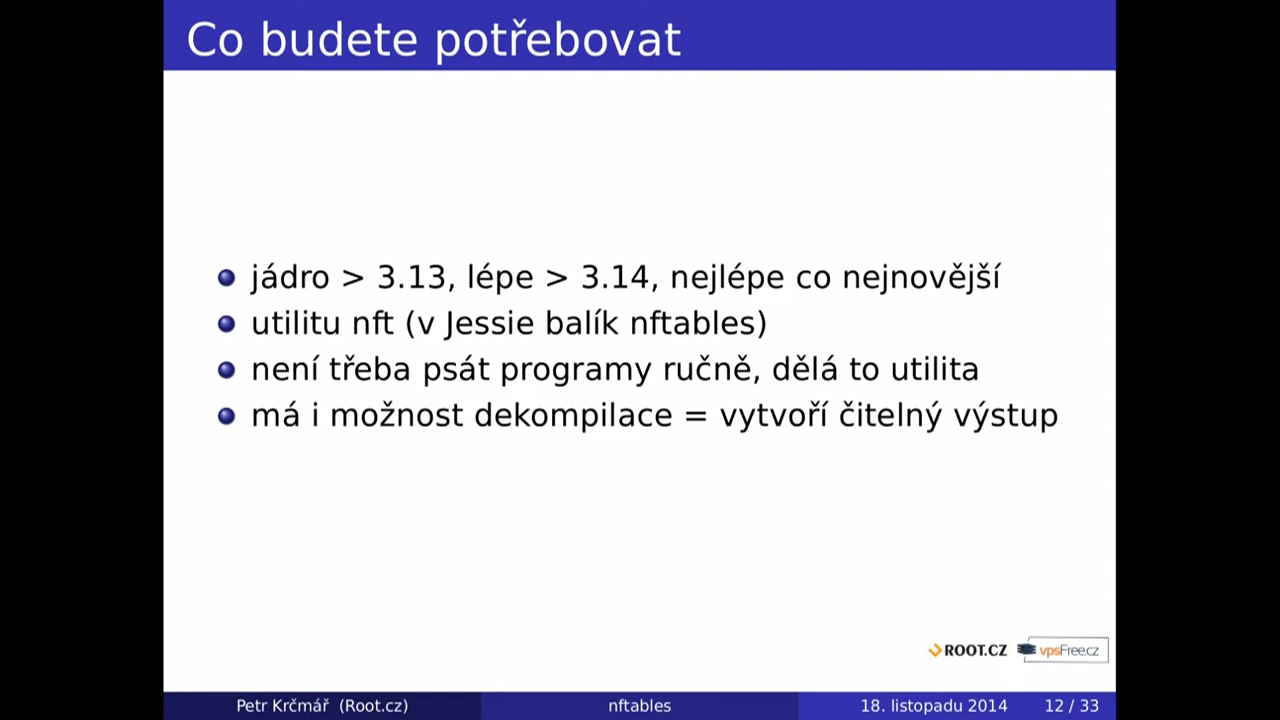 Co budete potřebovat
jádro > 3.13, lépe > 3.14, nejlépe co nejnovější
utilitu nft (v Jessie balík nftables)
není třeba psát programy ručně, dělá to utilita
má i možnost dekompilace = vytvoří čitelný výstup
ROOT.CZ vpsFree.cz
Petr Krčmář (Root.cz) nftables 18. listopadu 2014 12 / 33